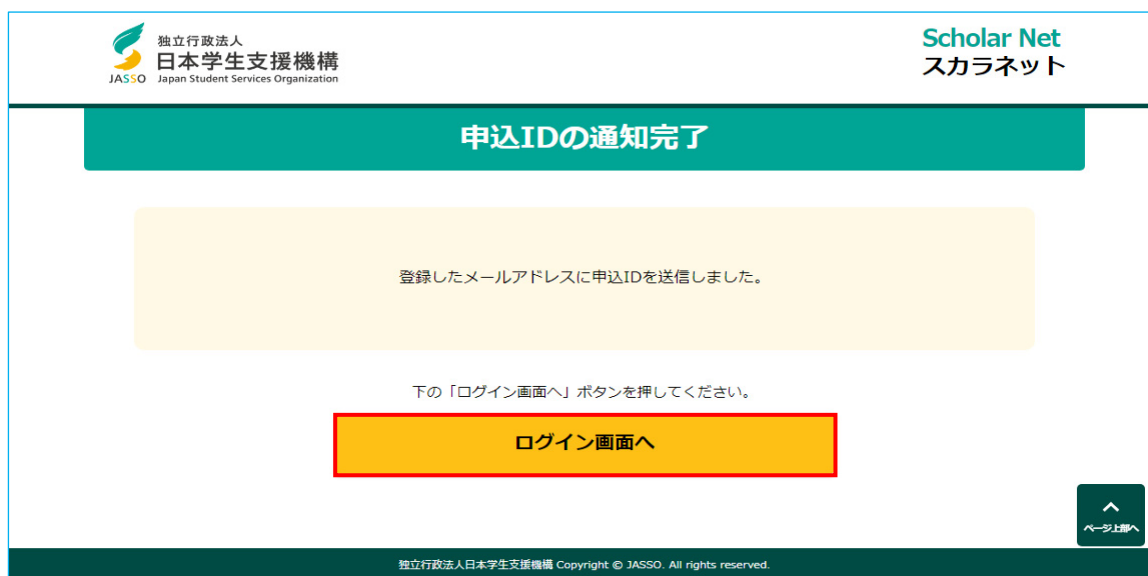 独立行政法人
日本学生支援機構
JASSO Japan Student Services Organization
Scholar Net
スカラネット
申込IDの通知完了
登録したメールアドレスに申込IDを送信しました。
下の「ログイン画面へ」ボタンを押してください。
ログイン画面へ
ページ上部へ
独立行政法人日本学生支援機構 Copyright © JASSO. All rights reserved.